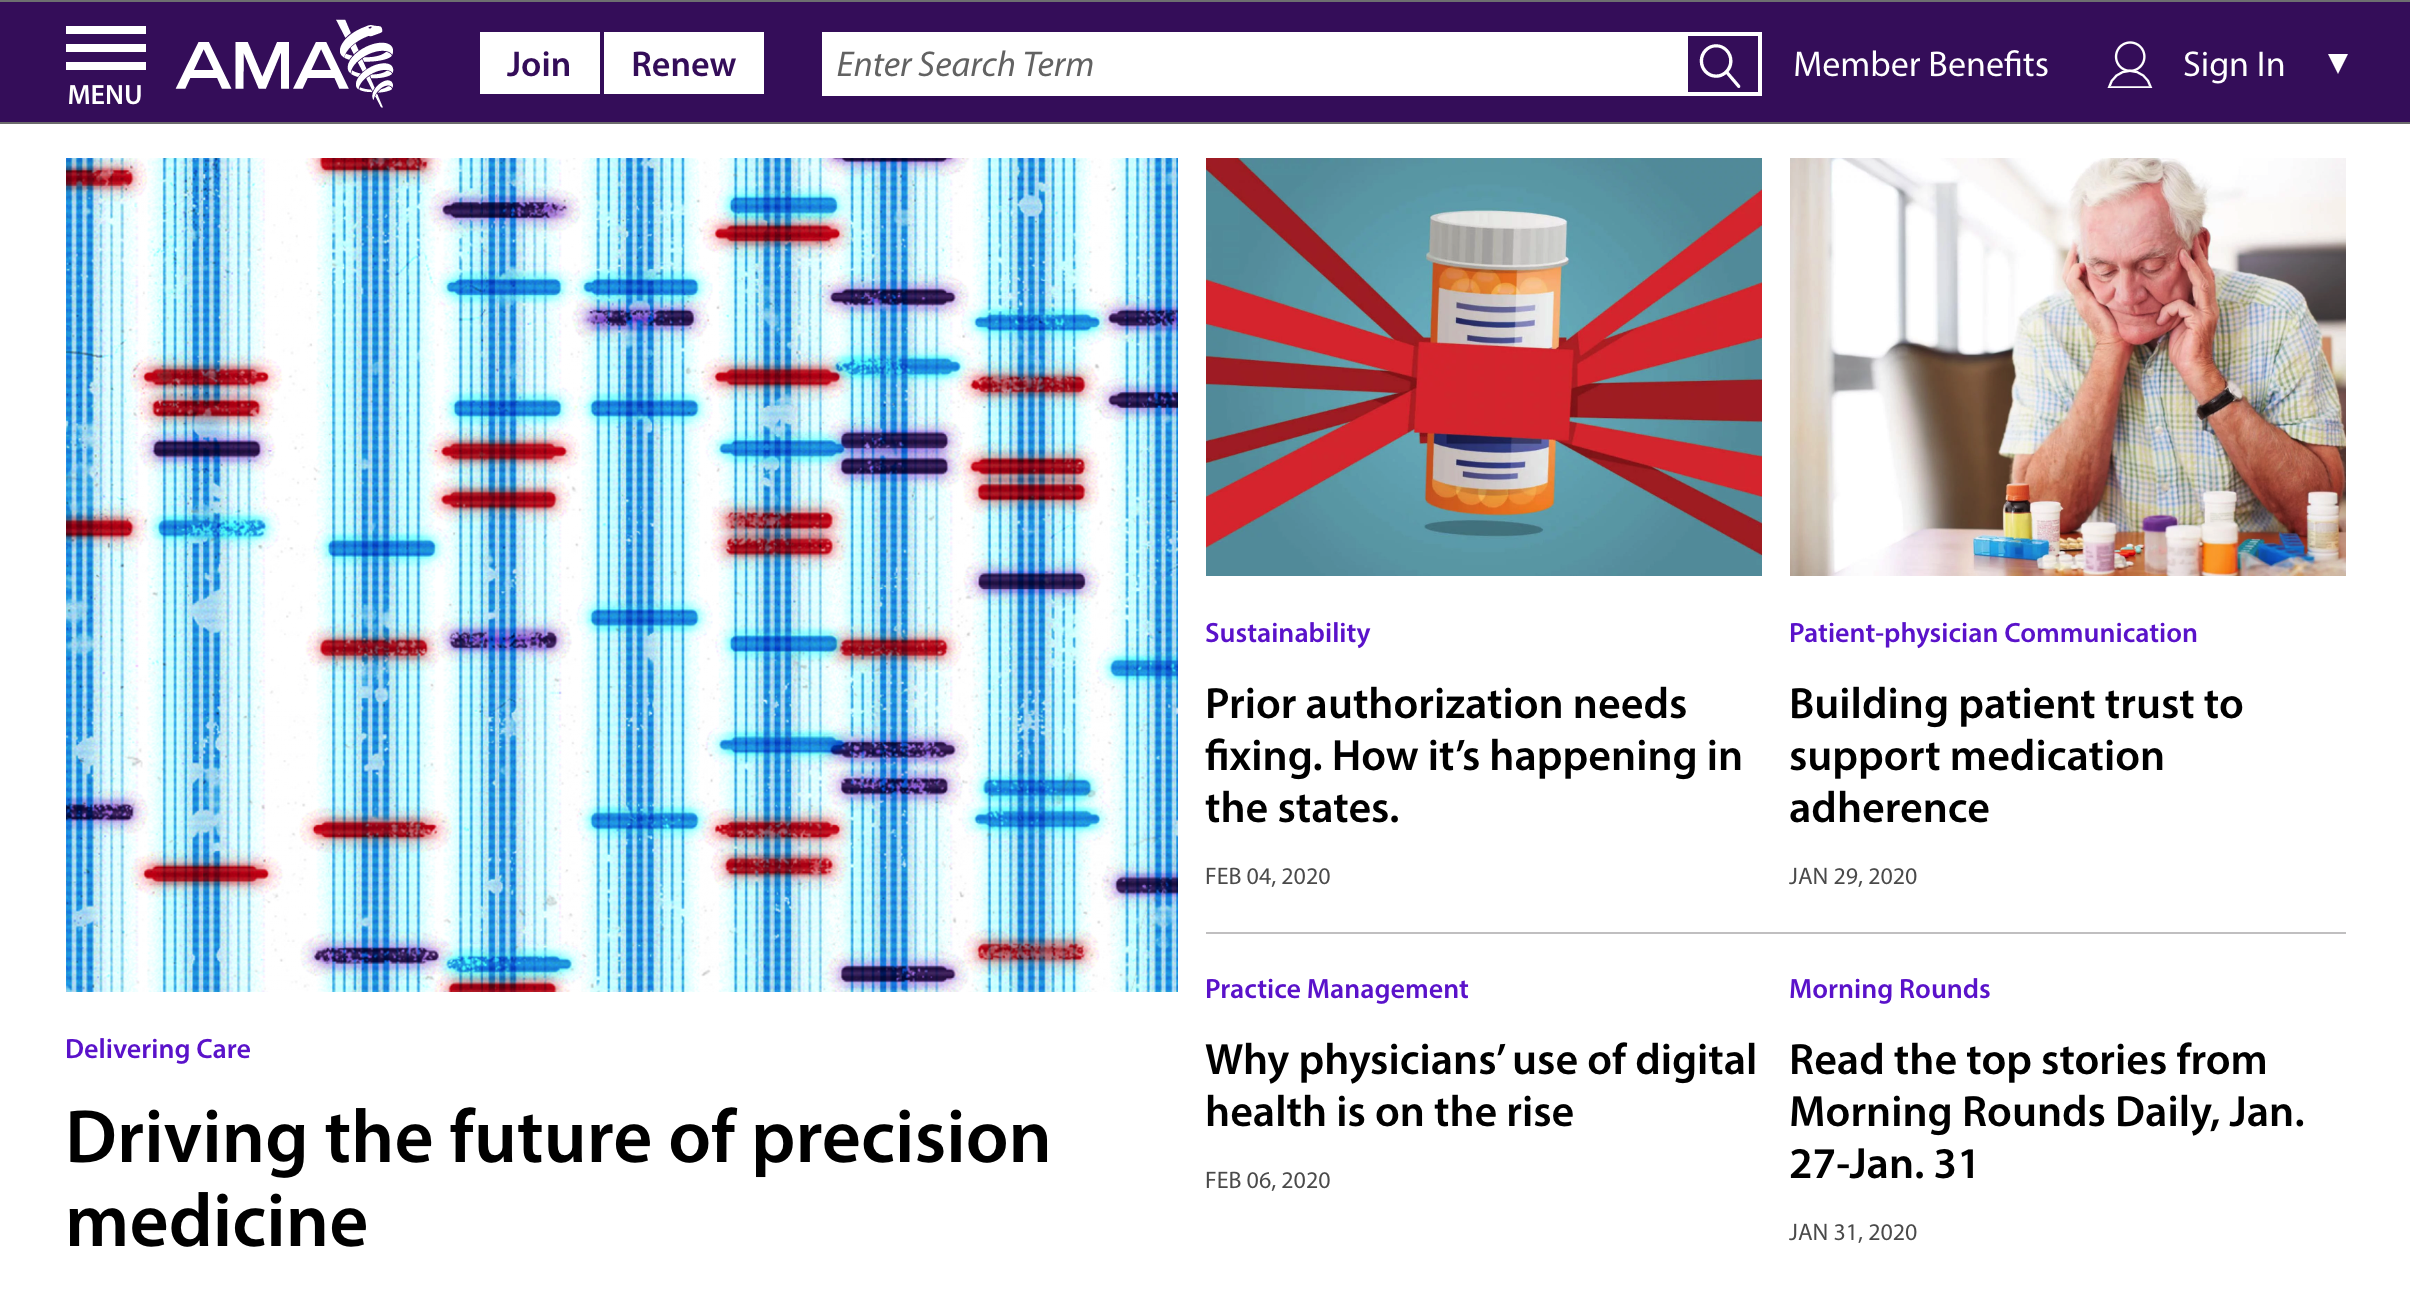 MENU
AMA
Join
Renew
Enter Search Term
Member Benefits
Sign In
Delivering Care
Driving the future of precision
medicine
Sustainability
Prior authorization needs
fixing. How it’s happening in
the states.
FEB 04, 2020
Patient-physician Communication
Building patient trust to
support medication
adherence
JAN 29, 2020
Practice Management
Why physicians’ use of digital
health is on the rise
FEB 06, 2020
Morning Rounds
Read the top stories from
Morning Rounds Daily, Jan.
27-Jan. 31
JAN 31, 2020